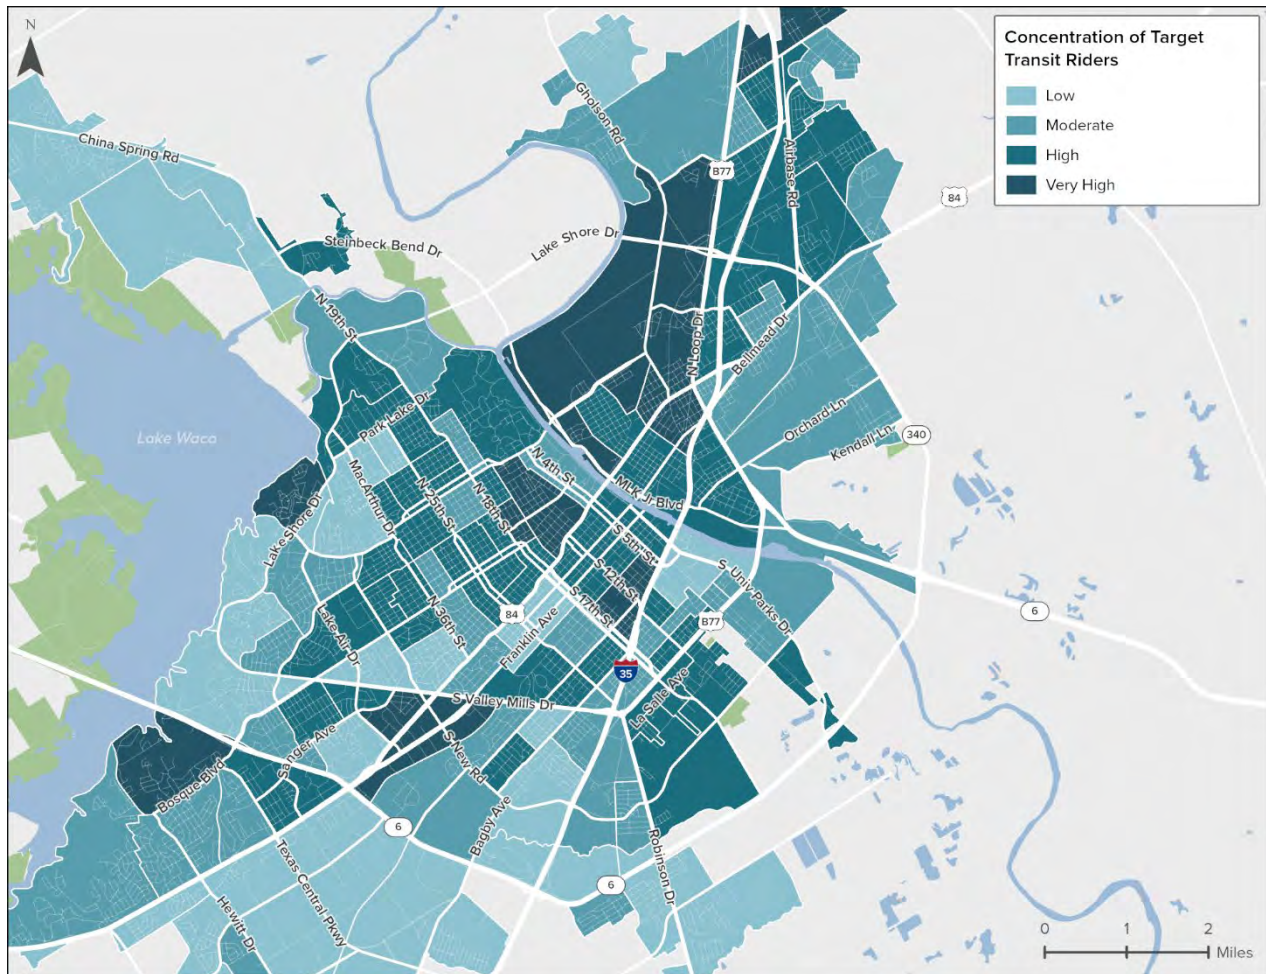 N
Concentration of Target
Transit Riders
Low
Moderate
High
Very High
China Spring Rd
Gholson Rd
B77
Airbase Rd
84
Steinbeck Bend Dr
Lake Shore Dr
N 19th St
N Loop Dr
Bellmead Dr
Park Lake Dr
Orchard Ln
Kendall Ln
340
Lake Waco
MacArthur Dr
N 25th St
N 18th St
N 4th St
MLK Jr Blvd
Lake Shore Dr
S 5th St
S 12th St
S 17th St
S Univ Parks Dr
Lake Air Dr
N 36th St
84
Franklin Ave
B77
6
35
La Salle Ave
S Valley Mills Dr
Sanger Ave
S New Rd
Bosque Blvd
6
Bagby Ave
Robinson Dr
6
Texas Central Pkwy
Hewitt Dr
0 1 2
Miles